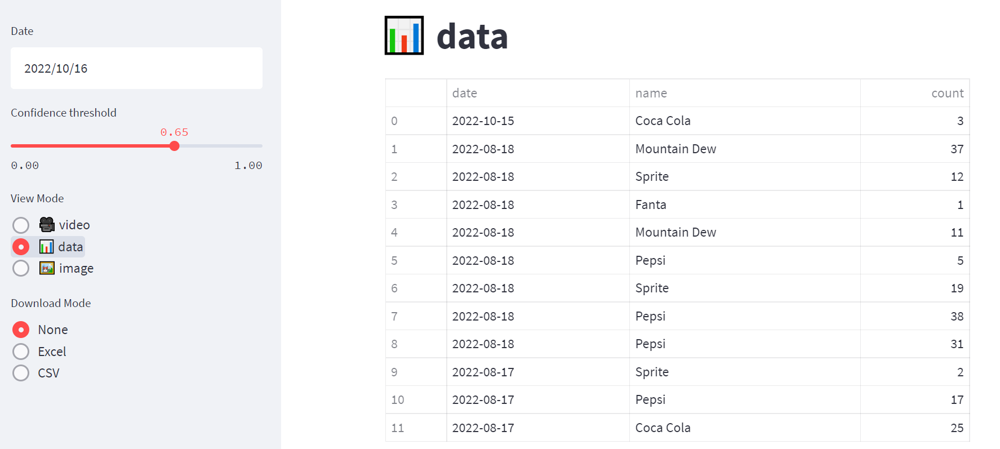 Date
2022/10/16
Confidence threshold
0.65
0.00 1.00
View Mode
video
data
image
Download Mode
None
Excel
CSV
data
date name count
0 2022-10-15 Coca Cola 3
1 2022-08-18 Mountain Dew 37
2 2022-08-18 Sprite 12
3 2022-08-18 Fanta 1
4 2022-08-18 Mountain Dew 11
5 2022-08-18 Pepsi 5
6 2022-08-18 Sprite 19
7 2022-08-18 Pepsi 38
8 2022-08-18 Pepsi 31
9 2022-08-17 Sprite 2
10 2022-08-17 Pepsi 17
11 2022-08-17 Coca Cola 25